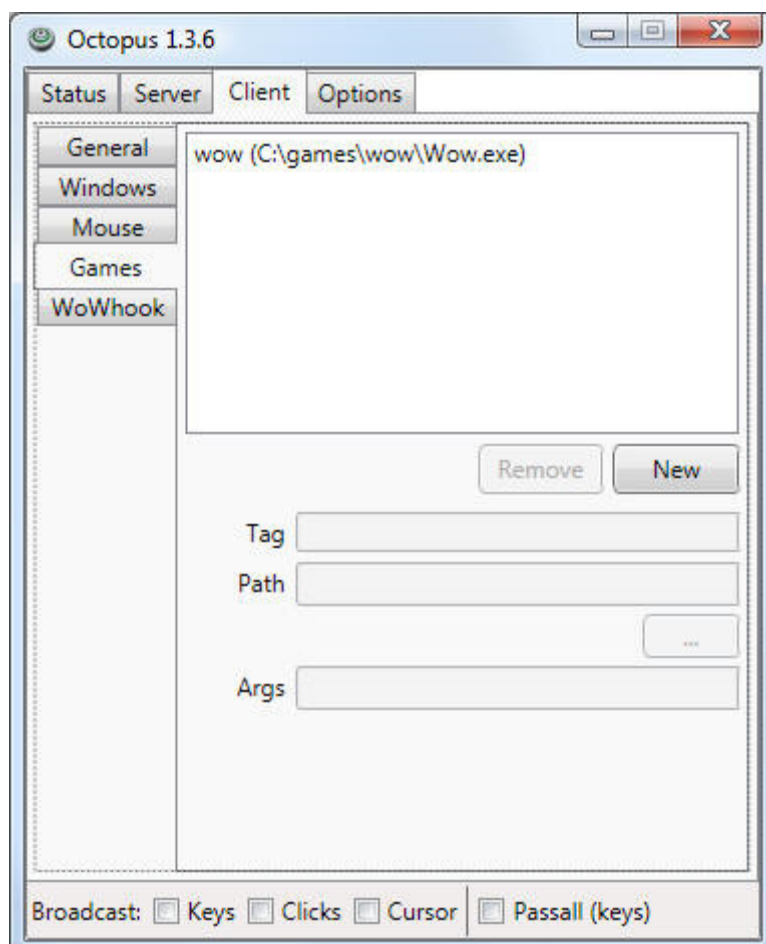 Octopus 1.3.6
Status Server Client Options
General
Windows
Mouse
Games
WoWhook
wow (C:\games\wow\Wow.exe)
Remove New
Tag
Path
...
Args
Broadcast: Keys Clicks Cursor Passall (keys)